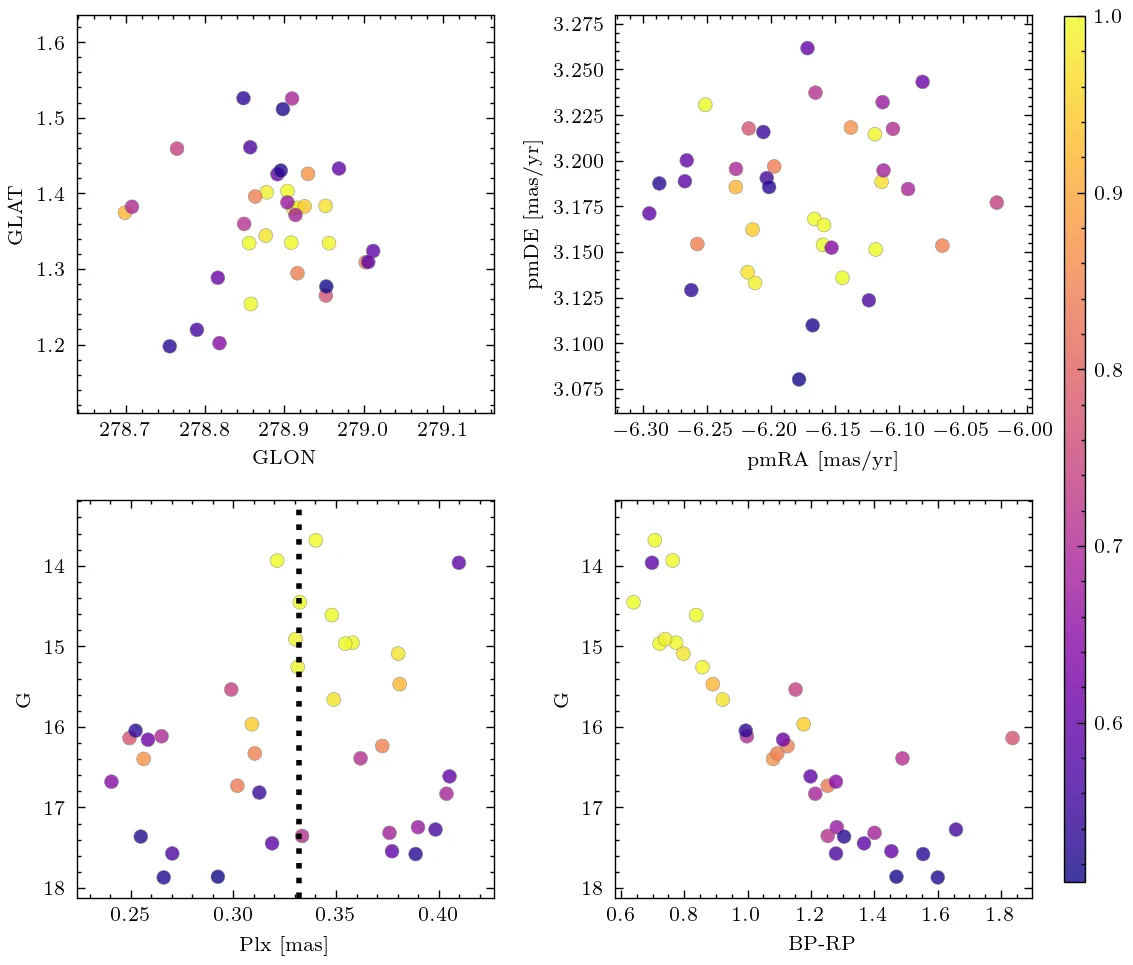 1.6
1.5
1.4
1.3
1.2
GLAT
278.7 278.8 278.9 279.0 279.1
GLON
3.275
3.250
3.225
3.200
3.175
3.150
3.125
3.100
3.075
pmDE [mas/yr]
−6.30 −6.25 −6.20 −6.15 −6.10 −6.05 −6.00
pmRA [mas/yr]
14
15
16
17
18
G
0.25 0.30 0.35 0.40
Plx [mas]
14
15
16
17
18
G
0.6 0.8 1.0 1.2 1.4 1.6 1.8
BP-RP
1.0
0.9
0.8
0.7
0.6